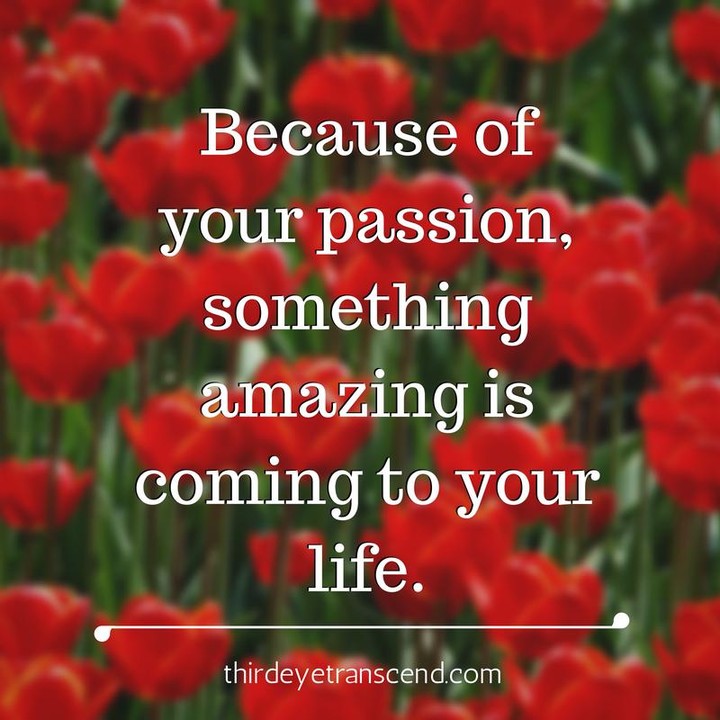 Because of
your passion,
something
amazing is
coming to your
life.
thirdeyetranscend.com